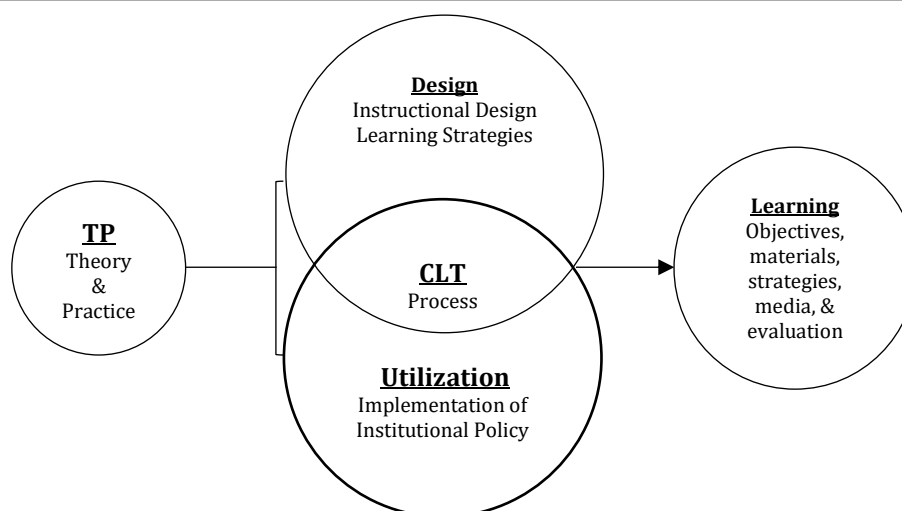 TP
Theory
&
Practice
Design
Instructional Design
Learning Strategies
CLT
Process
Utilization
Implementation of
Institutional Policy
Learning
Objectives,
materials,
strategies,
media, &
evaluation